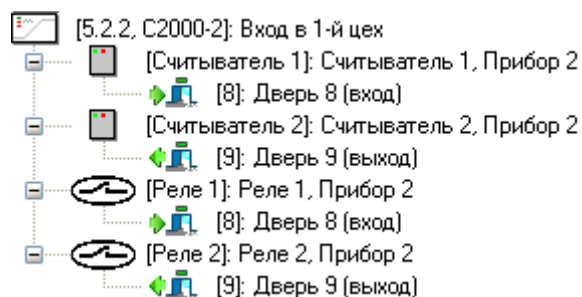 [5.2.2, С2000-2]: Вход в 1-й цех
[Считыватель 1]: Считыватель 1, Прибор 2
[8]: Дверь 8 (вход)
[Считыватель 2]: Считыватель 2, Прибор 2
[9]: Дверь 9 (выход)
[Реле 1]: Реле 1, Прибор 2
[8]: Дверь 8 (вход)
[Реле 2]: Реле 2, Прибор 2
[9]: Дверь 9 (выход)